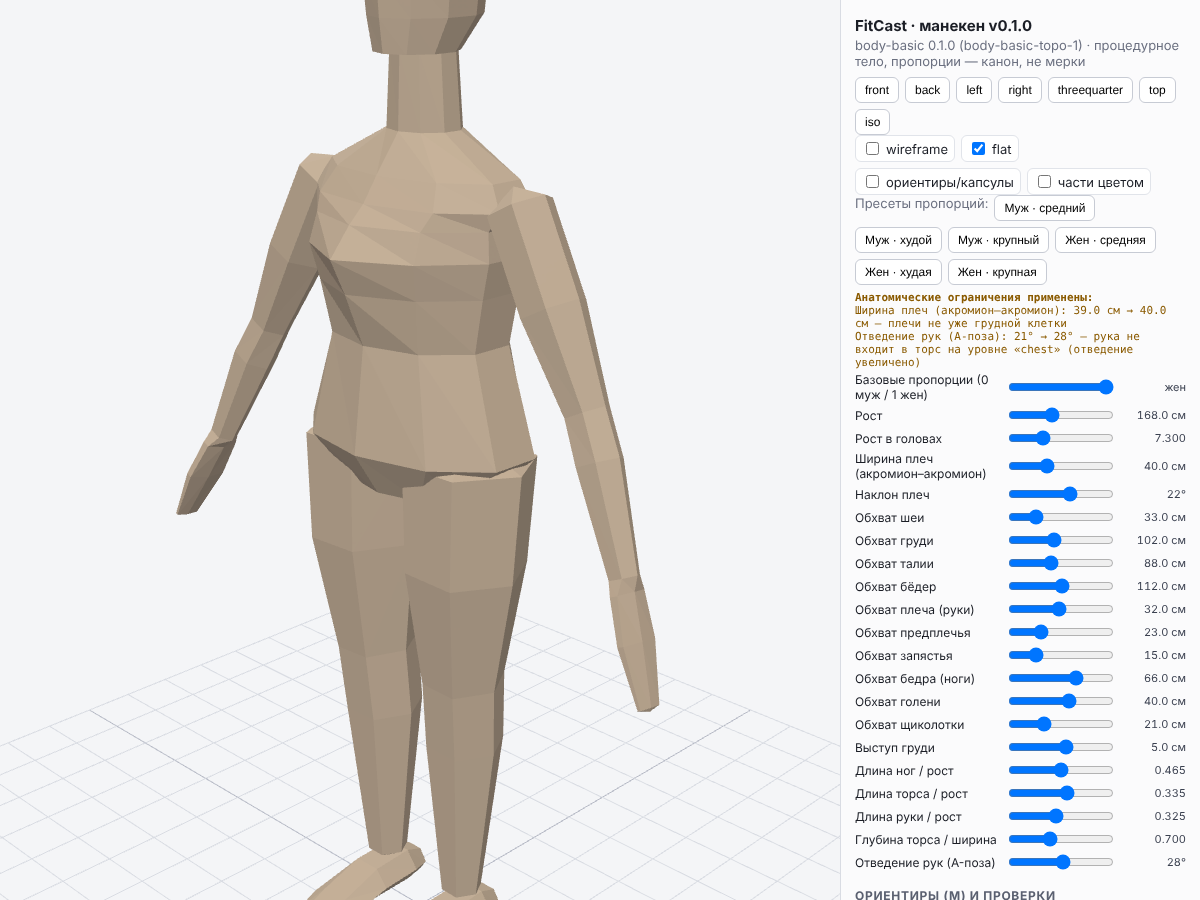 FitCast · манекен v0.1.0
body-basic 0.1.0 (body-basic-topo-1) · процедурное
тело, пропорции — канон, не мерки
front back left right threequarter top
iso
wireframe flat
ориентиры/капсулы части цветом
Пресеты пропорций: Муж · средний
Муж · худой Муж · крупный Жен · средняя
Жен · худая Жен · крупная
Анатомические ограничения применены:
Ширина плеч (акромион–акромион): 39.0 см → 40.0
см — плечи не уже грудной клетки
Отведение рук (A-поза): 21° → 28° — рука не
входит в торс на уровне «chest» (отведение
увеличено)
Базовые пропорции (0
муж / 1 жен) жен
Рост 168.0 см
Рост в головах 7.300
Ширина плеч
(акромион–акромион) 40.0 см
Наклон плеч 22°
Обхват шеи 33.0 см
Обхват груди 102.0 см
Обхват талии 88.0 см
Обхват бёдер 112.0 см
Обхват плеча (руки) 32.0 см
Обхват предплечья 23.0 см
Обхват запястья 15.0 см
Обхват бедра (ноги) 66.0 см
Обхват голени 40.0 см
Обхват щиколотки 21.0 см
Выступ груди 5.0 см
Длина ног / рост 0.465
Длина торса / рост 0.335
Длина руки / рост 0.325
Глубина торса / ширина 0.700
Отведение рук (A-поза) 28°
ОРИЕНТИРЫ (М) И ПРОВЕРКИ